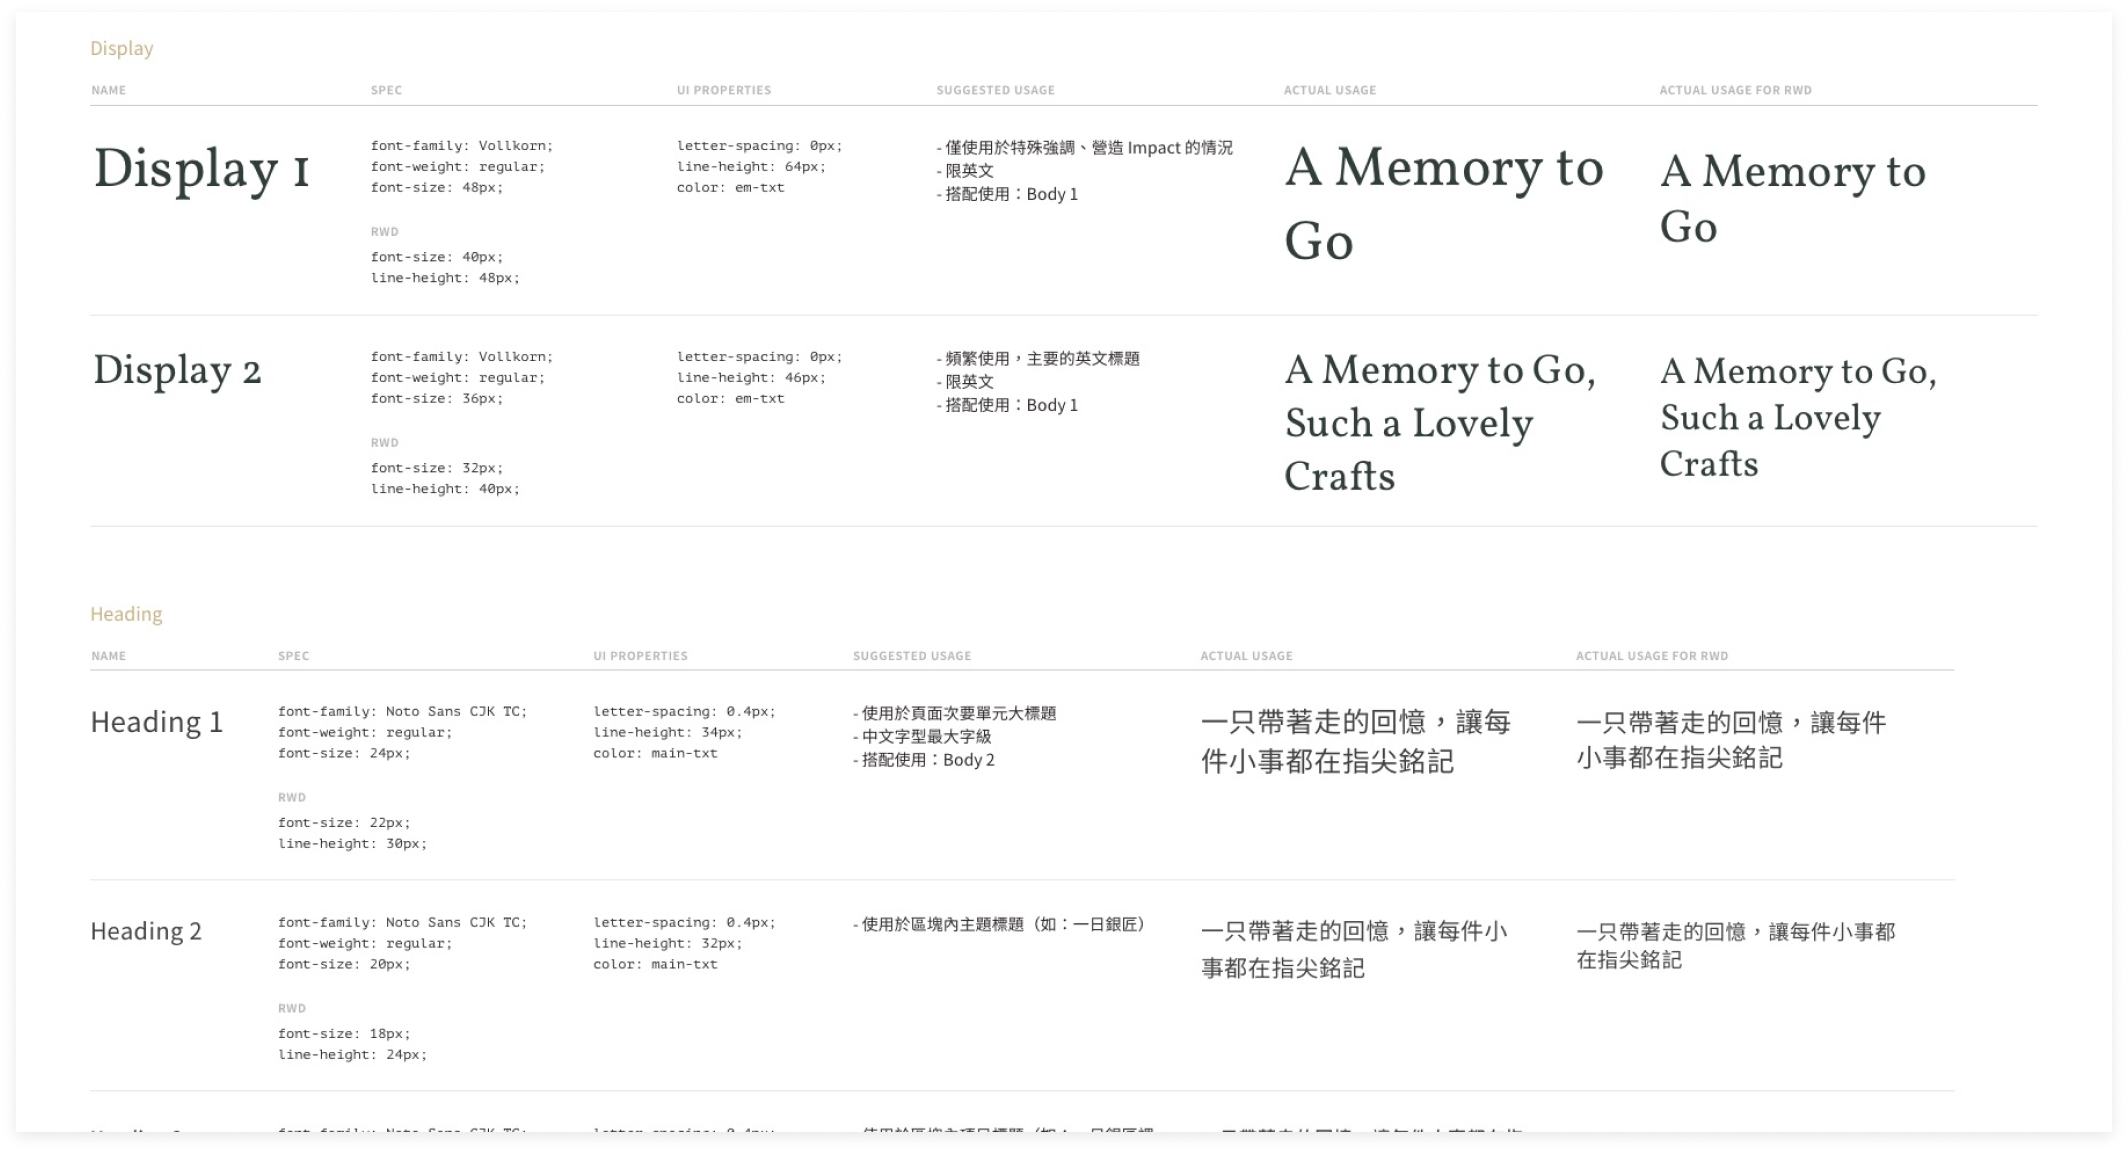 Display
NAME SPEC UI PROPERTIES SUGGESTED USAGE ACTUAL USAGE ACTUAL USAGE FOR RWD
Display 1
font-family: Vollkorn;
font-weight: regular;
font-size: 48px;
RWD
font-size: 40px;
line-height: 48px;
letter-spacing: 0px;
line-height: 64px;
color: em-txt
- 僅使用於特殊強調、營造 Impact 的情況
- 限英文
- 搭配使用：Body 1
A Memory to
Go
A Memory to
Go
Display 2
font-family: Vollkorn;
font-weight: regular;
font-size: 36px;
RWD
font-size: 32px;
line-height: 40px;
letter-spacing: 0px;
line-height: 46px;
color: em-txt
- 頻繁使用，主要的英文標題
- 限英文
- 搭配使用：Body 1
A Memory to Go,
Such a Lovely
Crafts
A Memory to Go,
Such a Lovely
Crafts
Heading
NAME SPEC UI PROPERTIES SUGGESTED USAGE ACTUAL USAGE ACTUAL USAGE FOR RWD
Heading 1
font-family: Noto Sans CJK TC;
font-weight: regular;
font-size: 24px;
RWD
font-size: 22px;
line-height: 30px;
letter-spacing: 0.4px;
line-height: 34px;
color: main-txt
- 使用於頁面次要單元大標題
- 中文字型最大字級
- 搭配使用：Body 2
一只帶著走的回憶，讓每
件小事都在指尖銘記
一只帶著走的回憶，讓每件
小事都在指尖銘記
Heading 2
font-family: Noto Sans CJK TC;
font-weight: regular;
font-size: 20px;
RWD
font-size: 18px;
line-height: 24px;
letter-spacing: 0.4px;
line-height: 32px;
color: main-txt
- 使用於區塊內主題標題（如：一日銀匠）
一只帶著走的回憶，讓每件小
事都在指尖銘記
一只帶著走的回憶，讓每件小事都
在指尖銘記